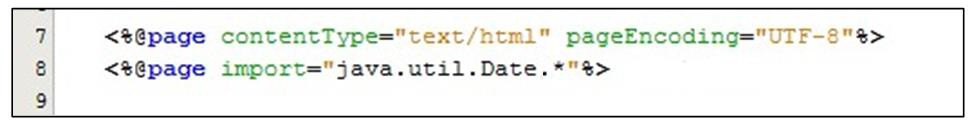 7 <%@page contentType="text/html" pageEncoding="UTF-8"%>
8 <%@page import="java.util.Date.*"%>
9